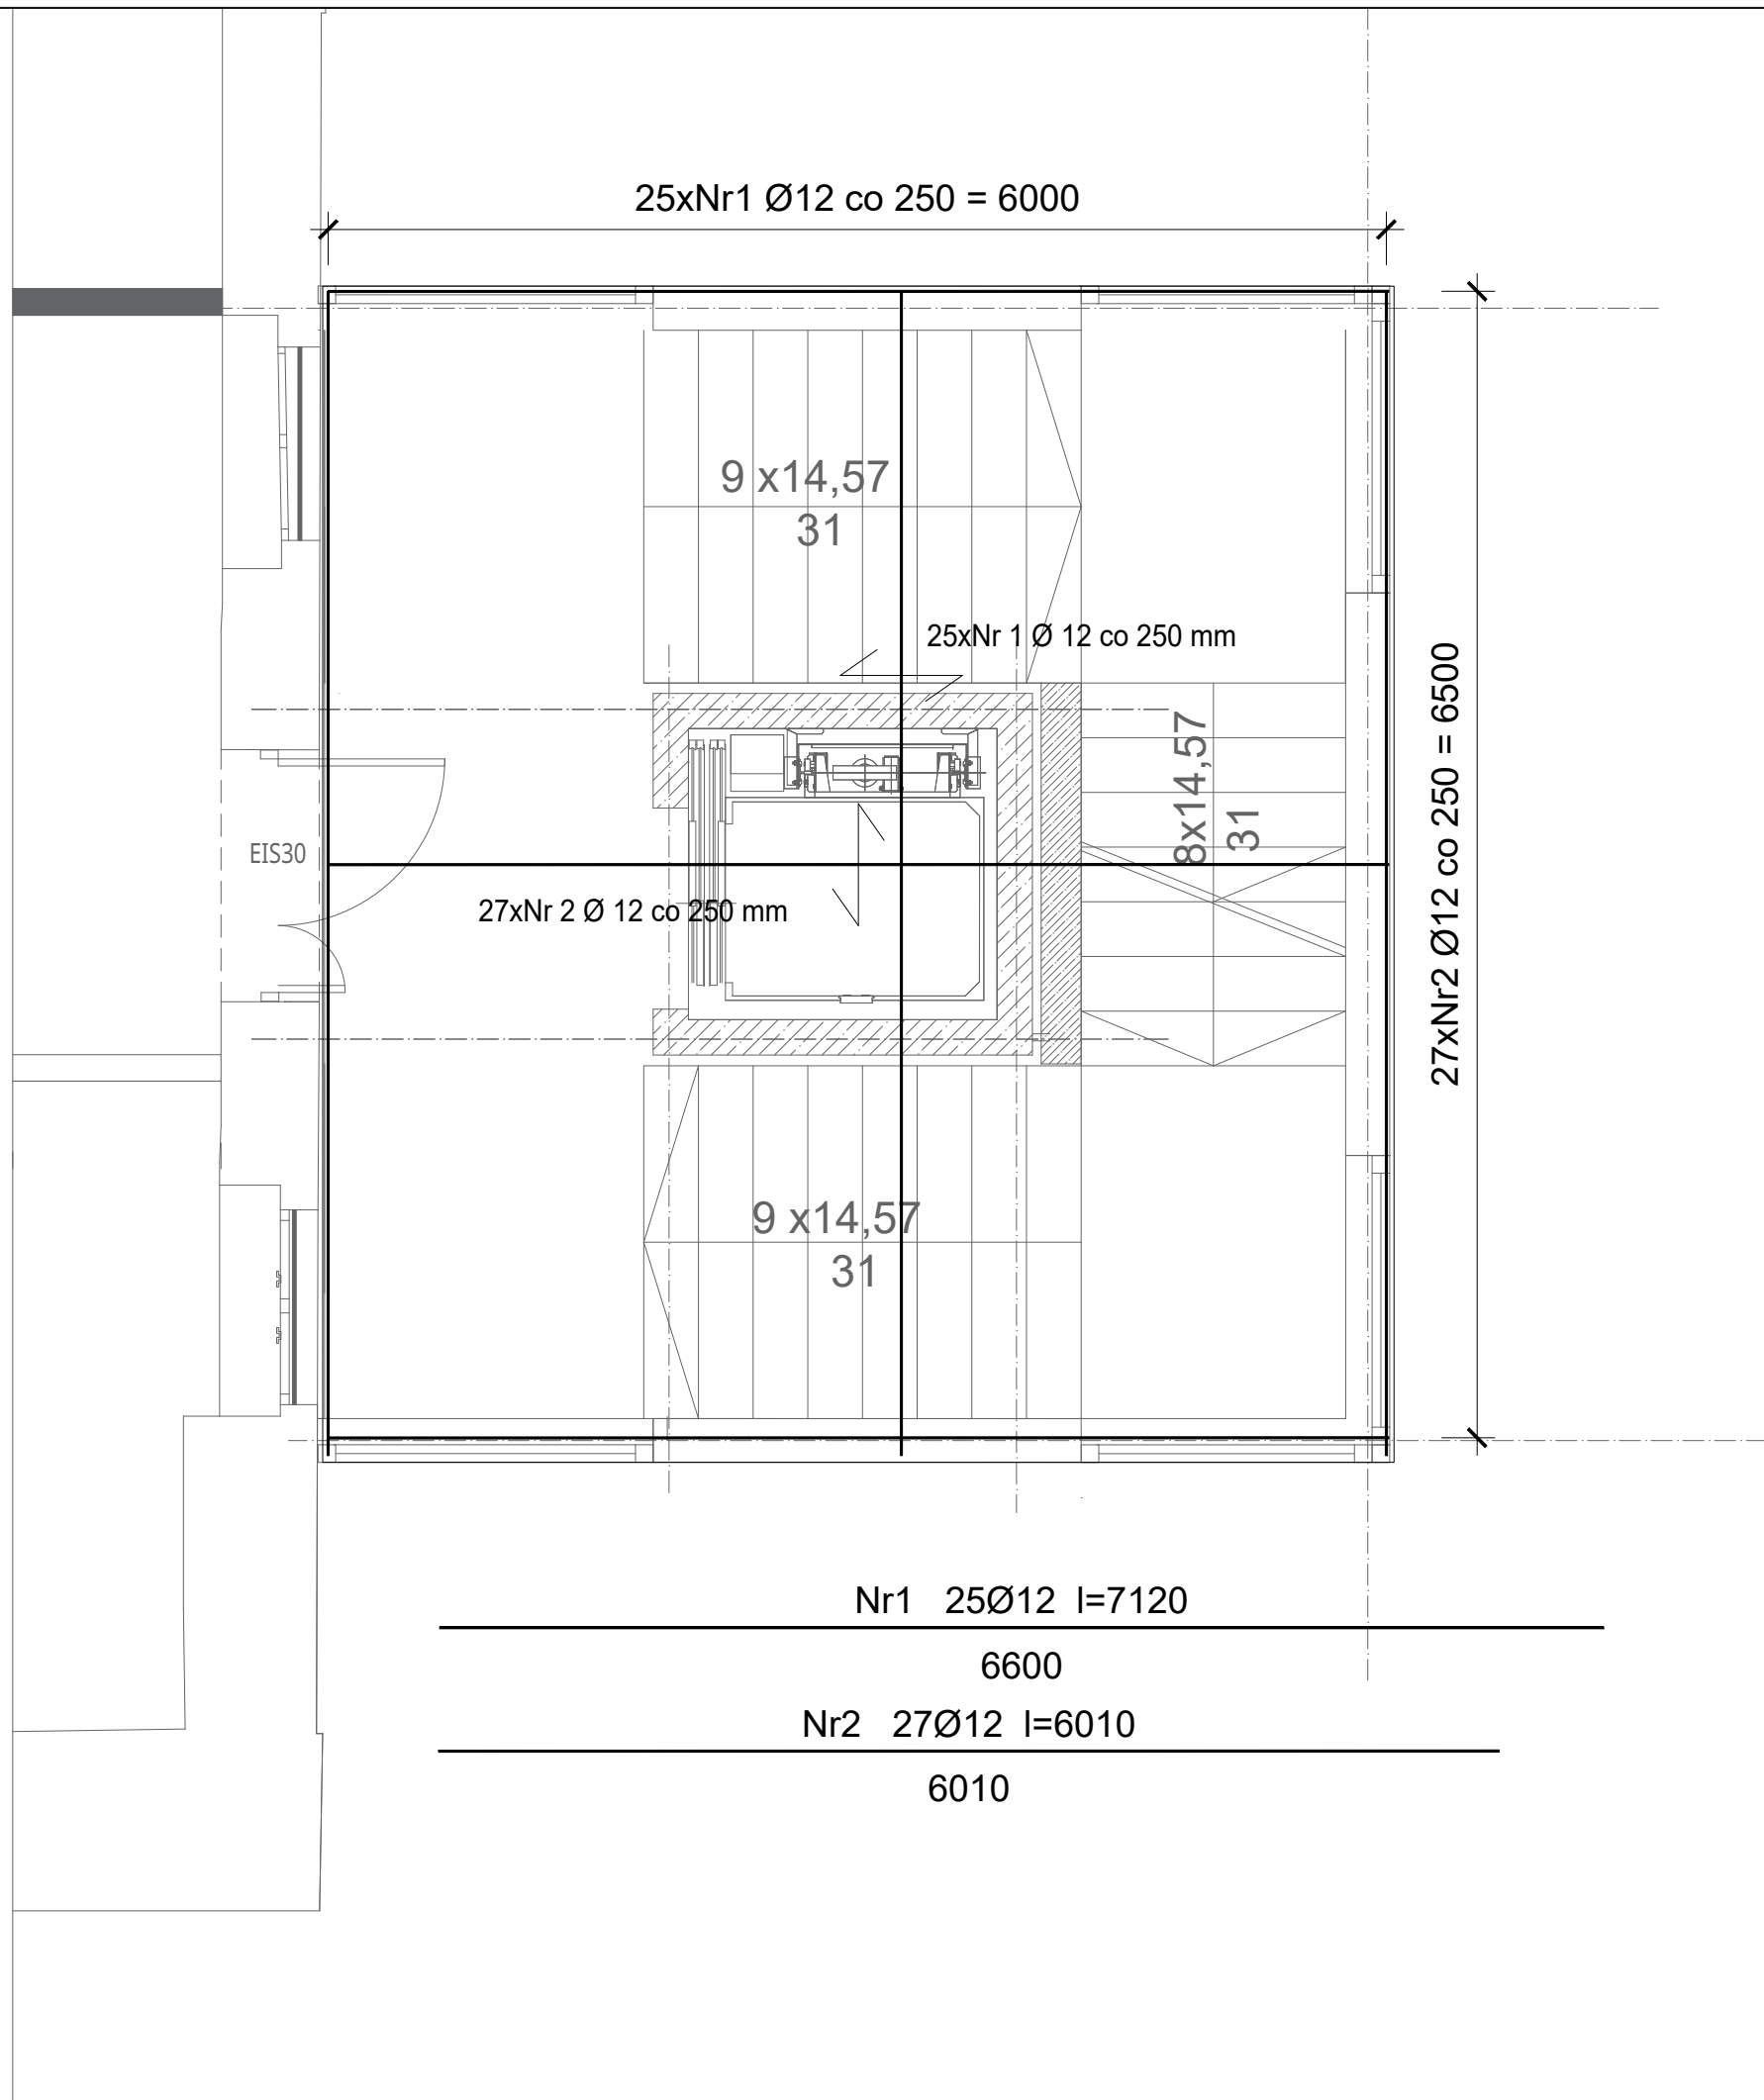 25xNr1 Ø12 co 250 = 6000
9 x14,57
31
25xNr 1 Ø 12 co 250 mm
8x14,57
31
27xNr2 Ø12 co 250 = 6500
EIS30
27xNr 2 Ø 12 co 250 mm
9 x14,57
31
Nr1 25Ø12 l=7120
6600
Nr2 27Ø12 l=6010
6010